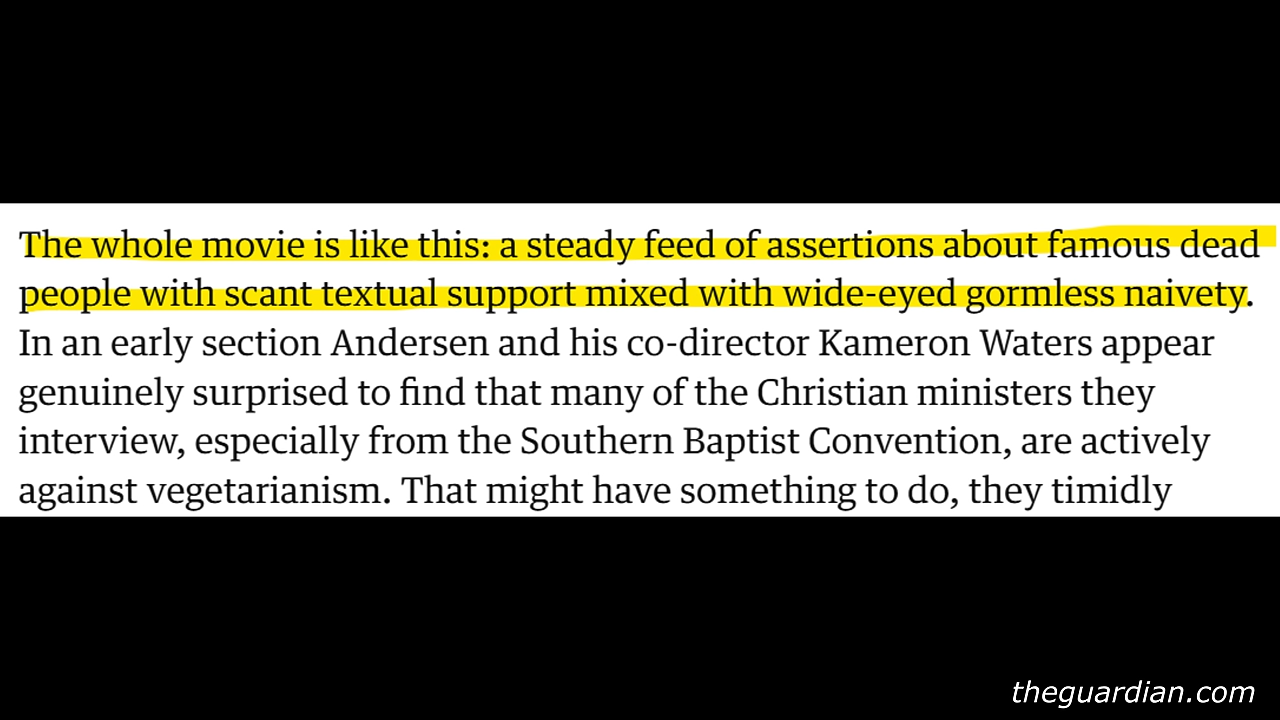 The whole movie is like this: a steady feed of assertions about famous dead
people with scant textual support mixed with wide-eyed gormless naivety.
In an early section Andersen and his co-director Kameron Waters appear
genuinely surprised to find that many of the Christian ministers they
interview, especially from the Southern Baptist Convention, are actively
against vegetarianism. That might have something to do, they timidly
theguardian.com